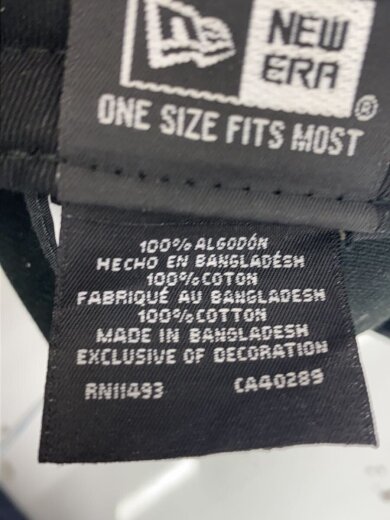 NEW
ERA®
ONE SIZE FITS MOST
100% ALGODÓN
HECHO EN BANGLADÉSH
100% COTON
FABRIQUÉ AU BANGLADESH
100% COTTON
MADE IN BANGLADESH
EXCLUSIVE OF DECORATION
RN11493 CA40289